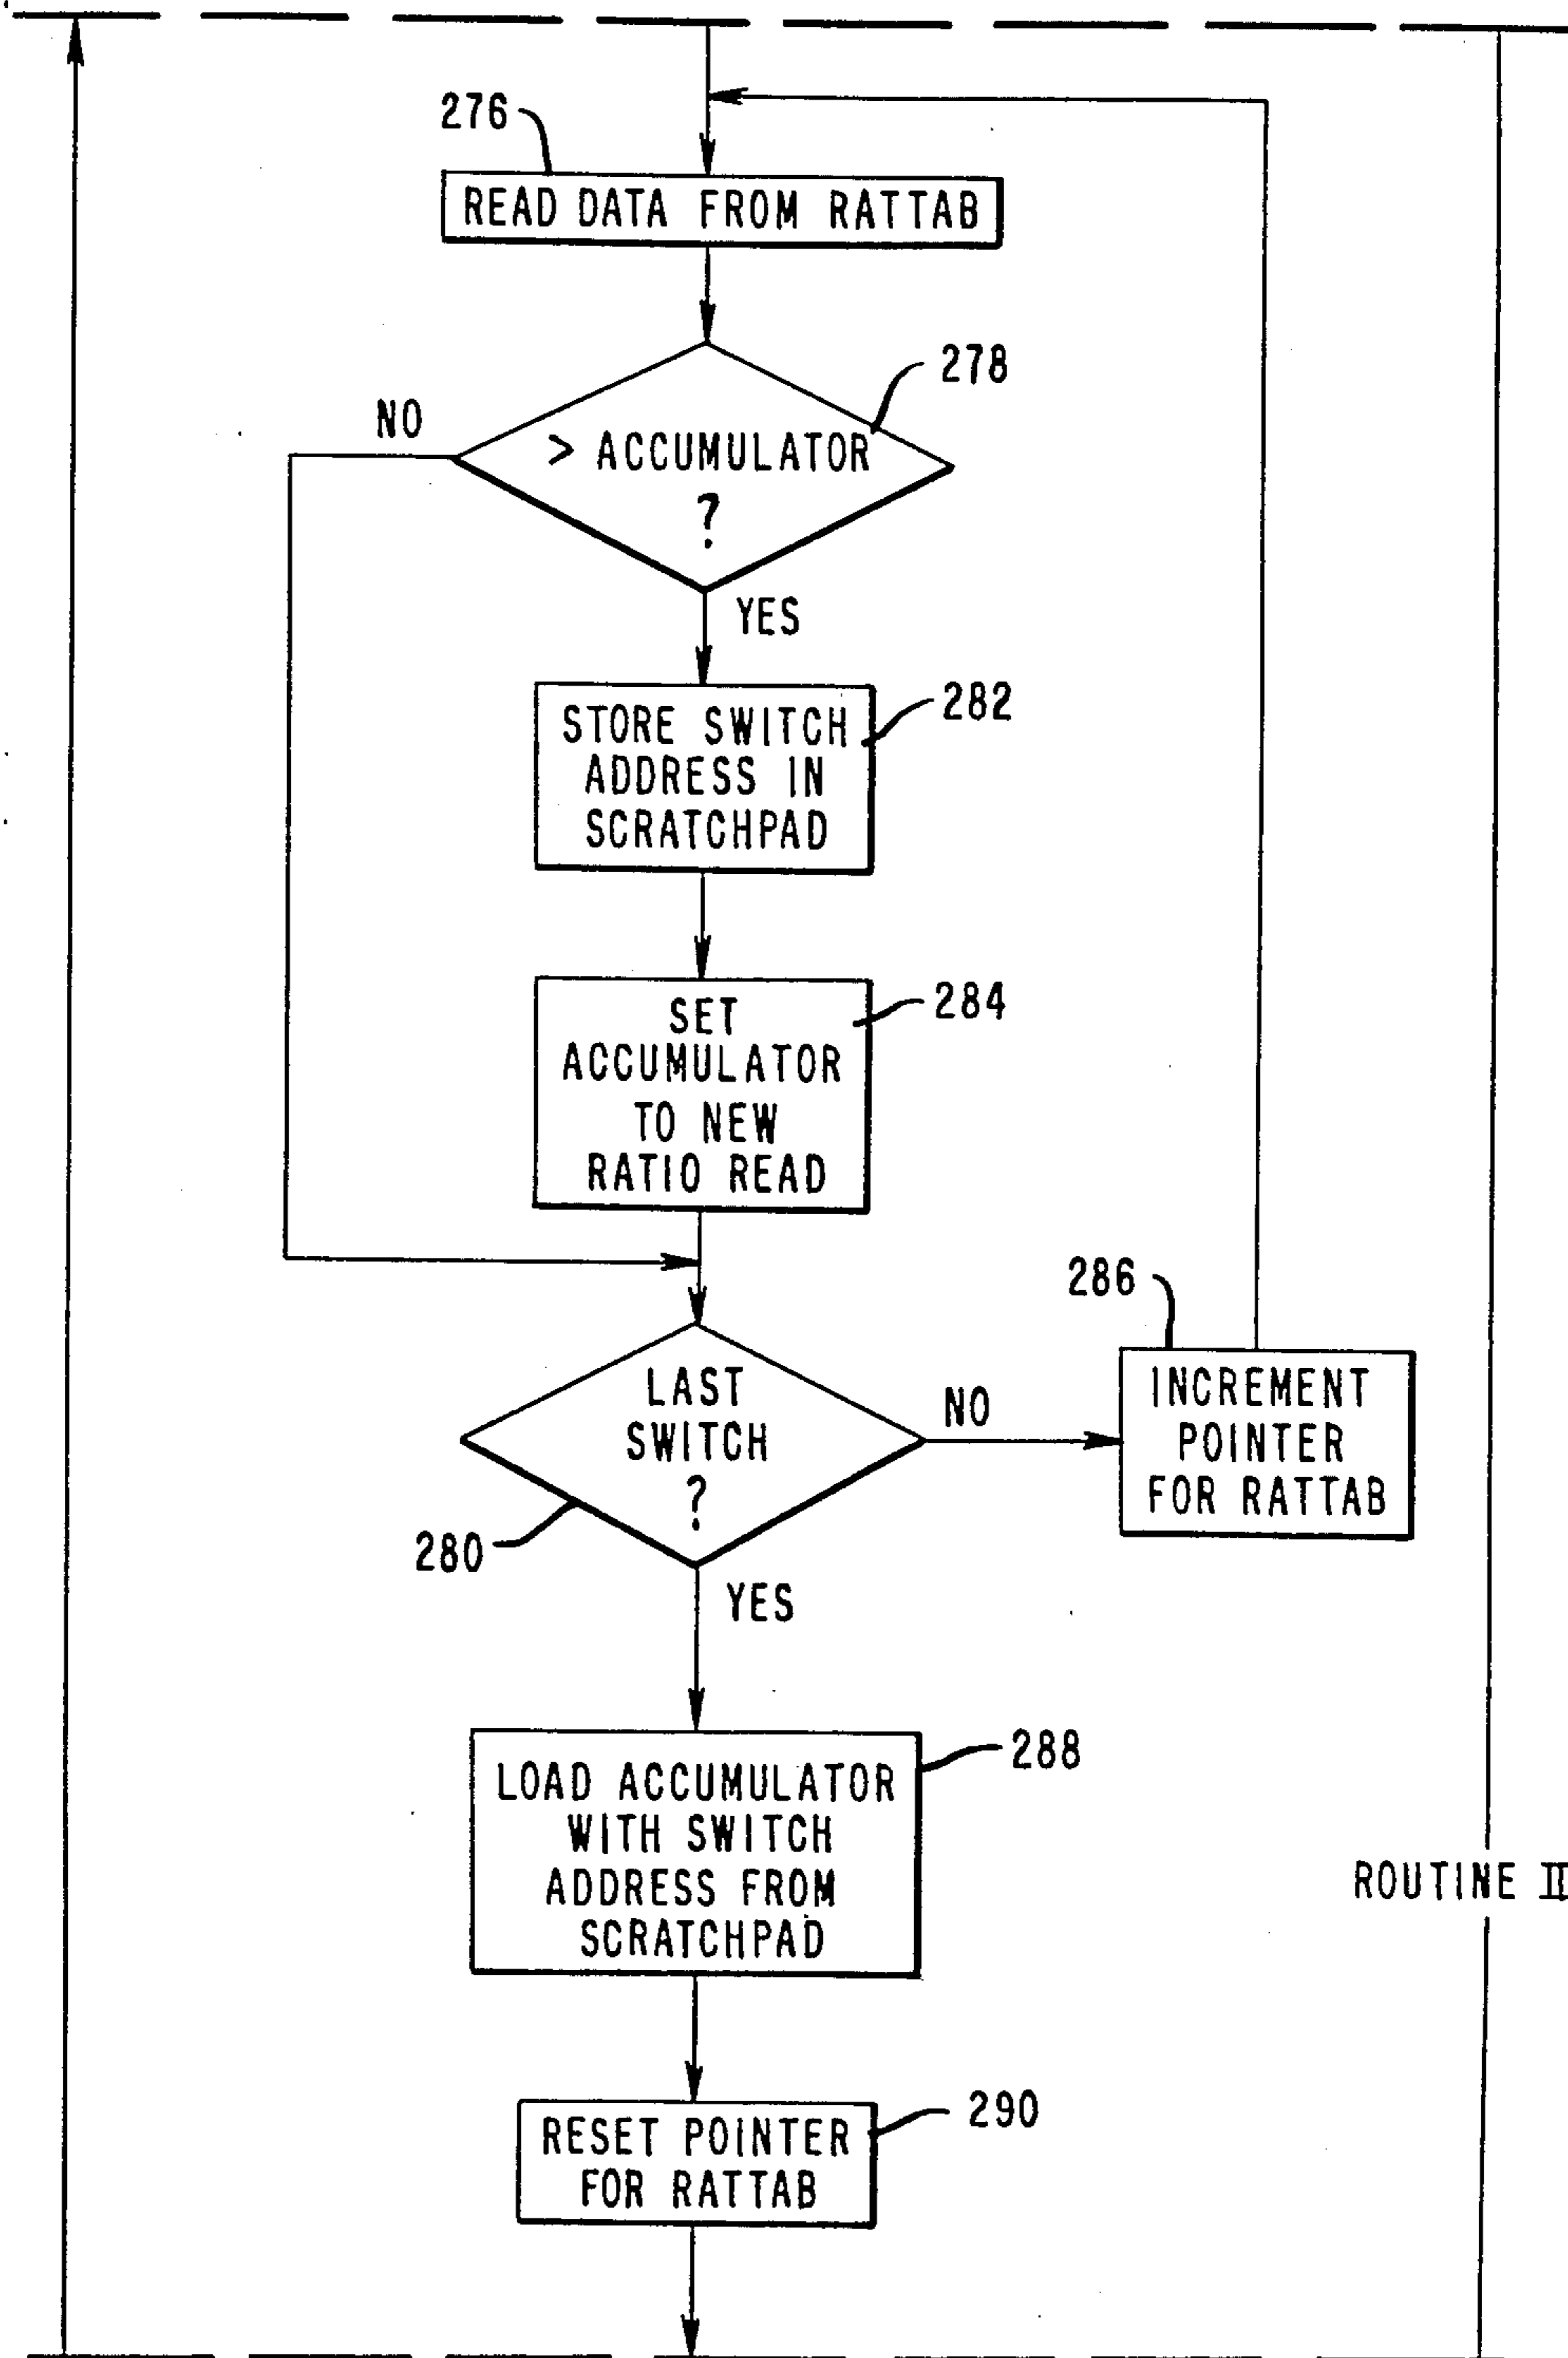 276
READ DATA FROM RATTAB
278
NO
> ACCUMULATOR
?
YES
282
STORE SWITCH
ADDRESS IN
SCRATCHPAD
284
SET
ACCUMULATOR
TO NEW
RATIO READ
286
LAST
SWITCH
?
NO
INCREMENT
POINTER
FOR RATTAB
280
YES
288
LOAD ACCUMULATOR
WITH SWITCH
ADDRESS FROM
SCRATCHPAD
ROUTINE II
290
RESET POINTER
FOR RATTAB